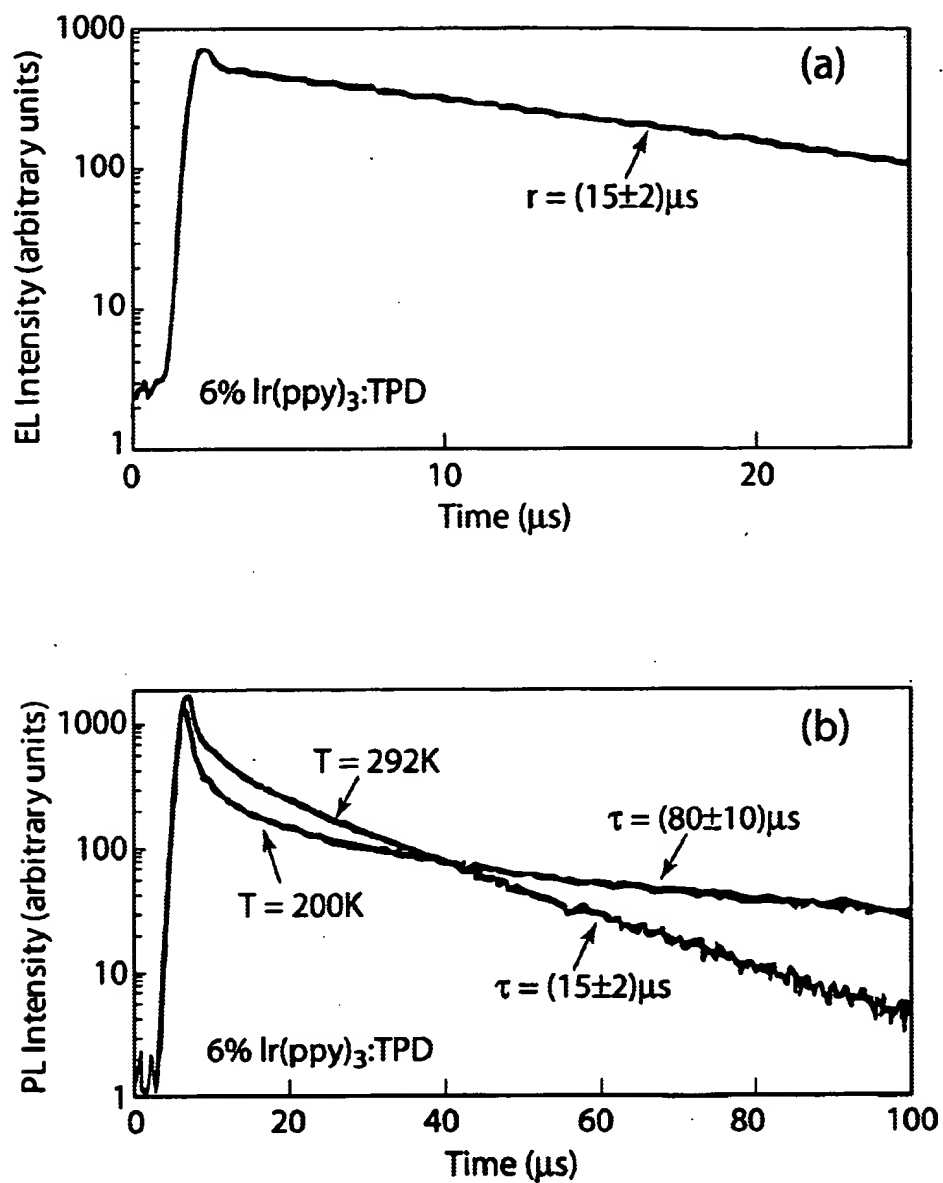 (a)
EL Intensity (arbitrary units)
1000
100
10
1
r = (15±2)μs
6% Ir(ppy)3:TPD
0
10
20
Time (μs)
(b)
PL Intensity (arbitrary units)
1000
100
10
1
T = 292K
τ = (80±10)μs
T = 200K
τ = (15±2)μs
6% Ir(ppy)3:TPD
0
20
40
60
80
100
Time (μs)